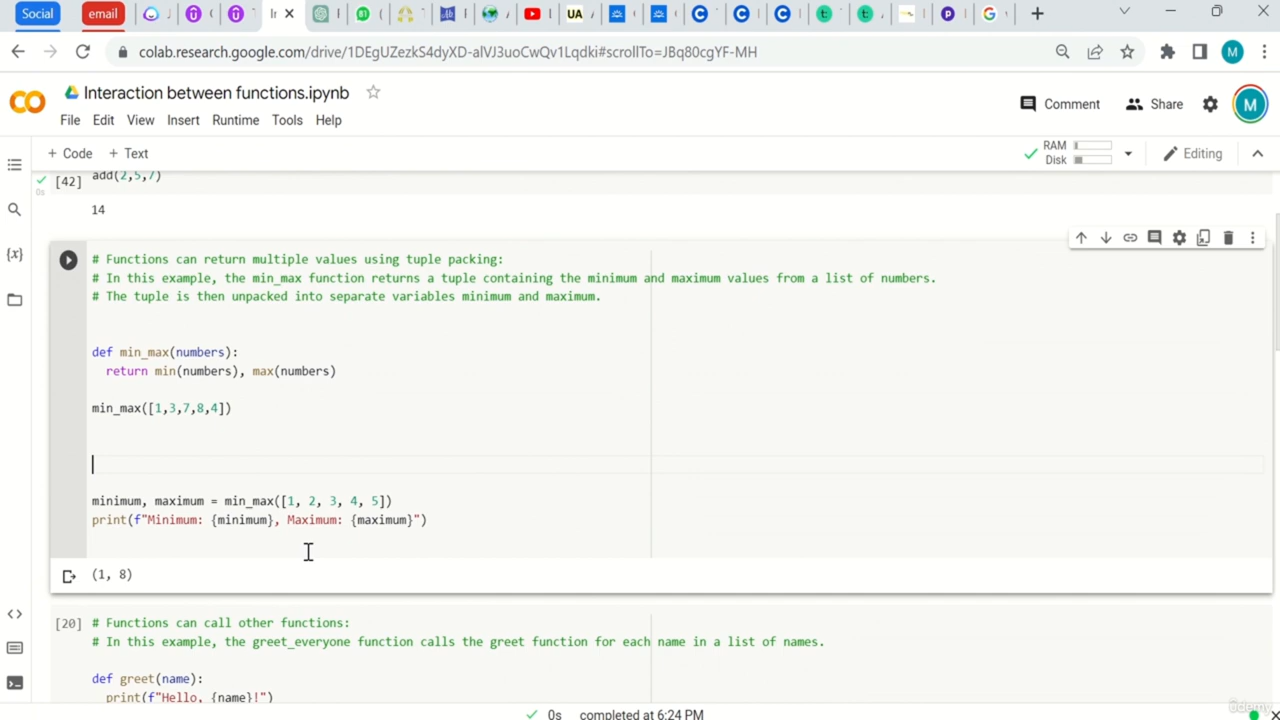 Social
email
colab.research.google.com/drive/1DEgUZezkS4dyXD-alVJ3uoCwQv1Lqdki#scrollTo=JBq80cgYF-MH
M
CO
Interaction between functions.ipynb
Comment
Share
M
File Edit View Insert Runtime Tools Help
+ Code + Text
RAM
Disk
Editing
0s
[42]
add(2,5,7)
14
{x}
# Functions can return multiple values using tuple packing:
# In this example, the min_max function returns a tuple containing the minimum and maximum values from a list of numbers.
# The tuple is then unpacked into separate variables minimum and maximum.
def min_max(numbers):
return min(numbers), max(numbers)
min_max([1,3,7,8,4])
minimum, maximum = min_max([1, 2, 3, 4, 5])
print(f"Minimum: {minimum}, Maximum: {maximum}")
(1, 8)
[20]
# Functions can call other functions:
# In this example, the greet_everyone function calls the greet function for each name in a list of names.
def greet(name):
print(f"Hello, {name}!")
0s completed at 6:24 PM
udemy